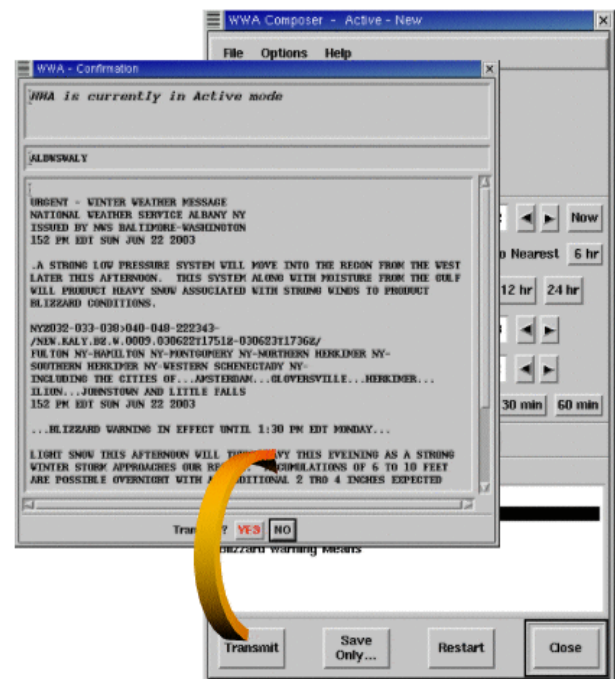 WWA Composer - Active - New
File Options Help
WWA - Confirmation
WWA is currently in Active mode
ALBWSWALY
URGENT - WINTER WEATHER MESSAGE
NATIONAL WEATHER SERVICE ALBANY NY
ISSUED BY NWS BALTIMORE-WASHINGTON
152 PM EDT SUN JUN 22 2003
.A STRONG LOW PRESSURE SYSTEM WILL MOVE INTO THE REGON FROM THE WEST
LATER THIS AFTERNOON. THIS SYSTEM ALONG WITH MOISTURE FROM THE GULF
WILL PRODUCT HEAVY SNOW ASSOCIATED WITH STRONG WINDS TO PRODUCT
BLIZZARD CONDITIONS.
NYZ032-033-038>040-048-222343-
/NEW.KALY.BZ.W.0009.030622T1751Z-030623T1736Z/
FULTON NY-HAMILTON NY-MONTGOMERY NY-NORTHERN HERKIMER NY-
SOUTHERN HERKIMER NY-WESTERN SCHENECTADY NY-
INCLUDING THE CITIES OF...AMSTERDAM...GLOVERSVILLE...HERKIMER...
ILION...JOHNSTOWN AND LITTLE FALLS
152 PM EDT SUN JUN 22 2003
...BLIZZARD WARNING IN EFFECT UNTIL 1:30 PM EDT MONDAY...
LIGHT SNOW THIS AFTERNOON WILL THIS EVEINING AS A STRONG
WINTER STORM APPROACHES OUR OF 6 TO 10 FEET
ARE POSSIBLE OVERNIGHT WITH 2 TRO 4 INCHES EXPECTED
YES NO
Now
Nearest 6 hr
12 hr 24 hr
30 min 60 min
Blizzard Warning Means
Transmit Save Only... Restart Close